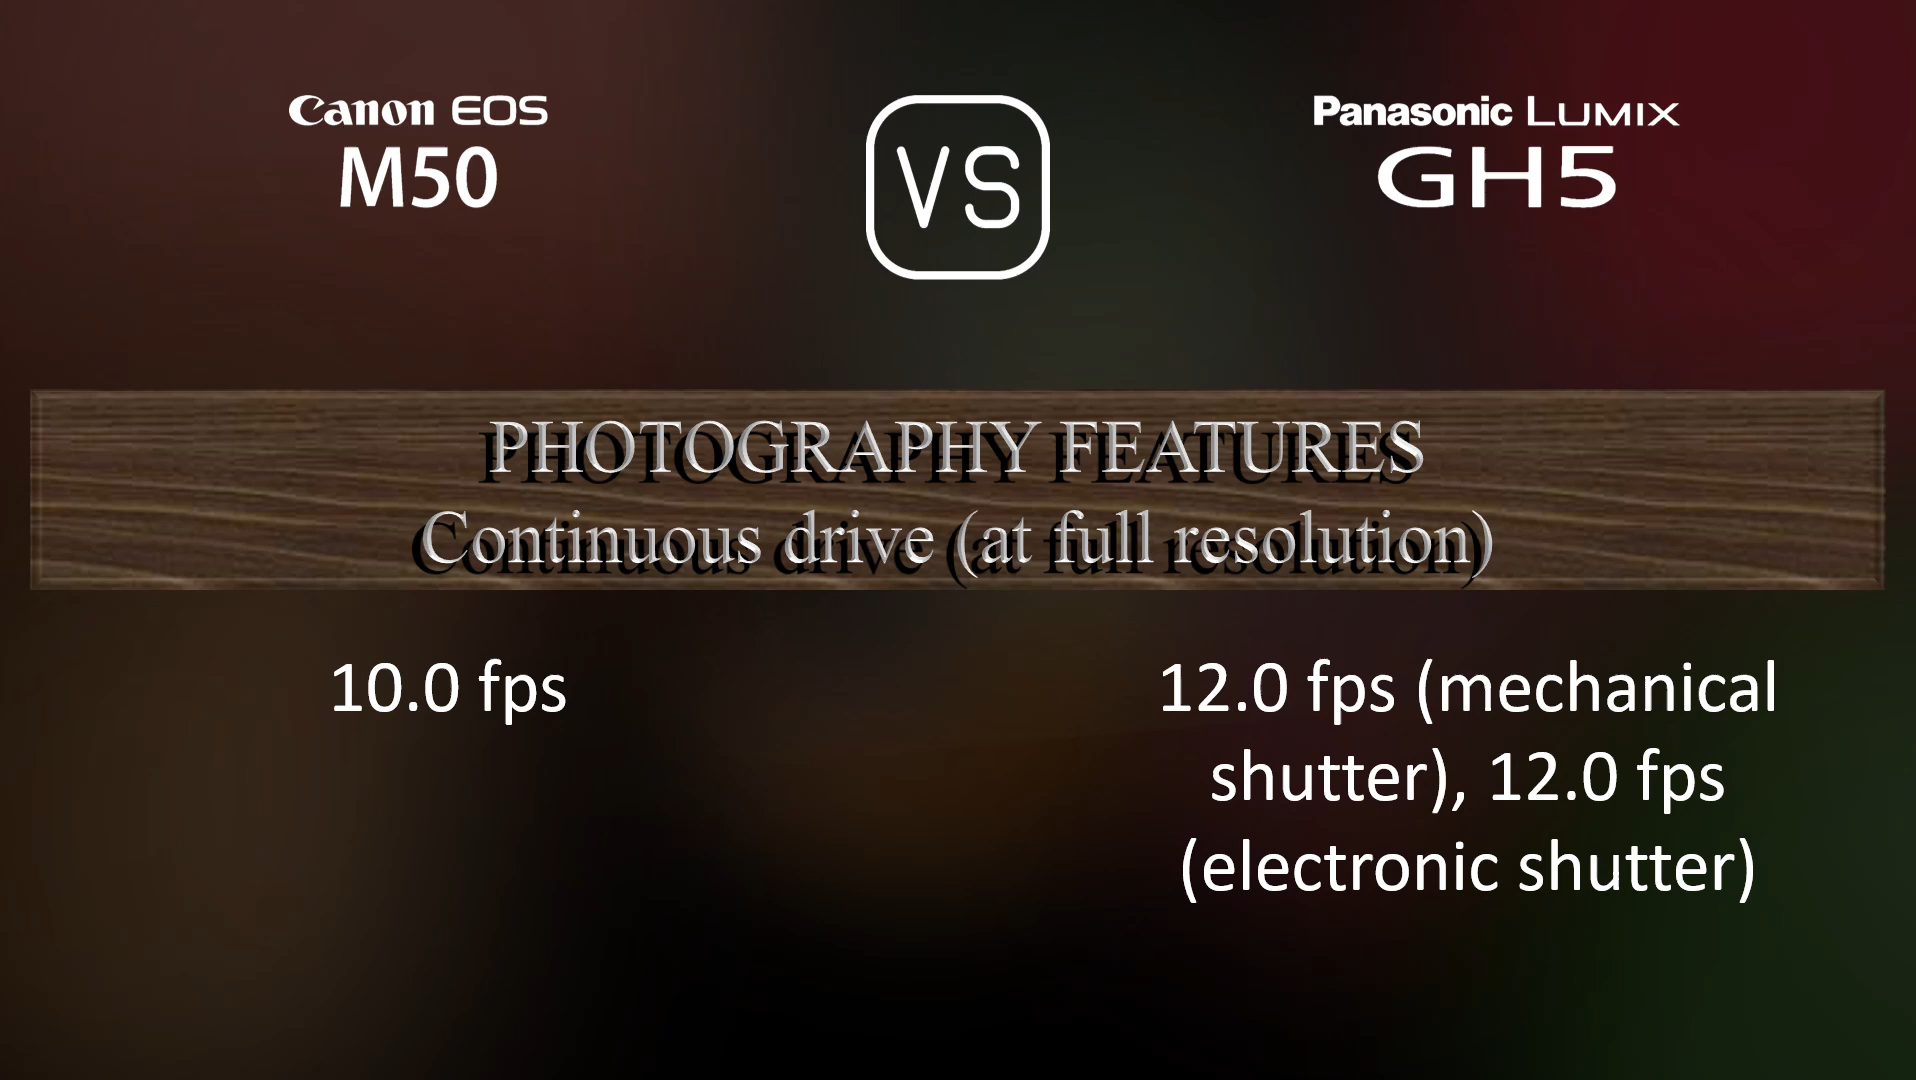 Canon EOS
M50
VS
Panasonic LUMIX
GH5
PHOTOGRAPHY FEATURES
Continuous drive (at full resolution)
10.0 fps
12.0 fps (mechanical
shutter), 12.0 fps
(electronic shutter)